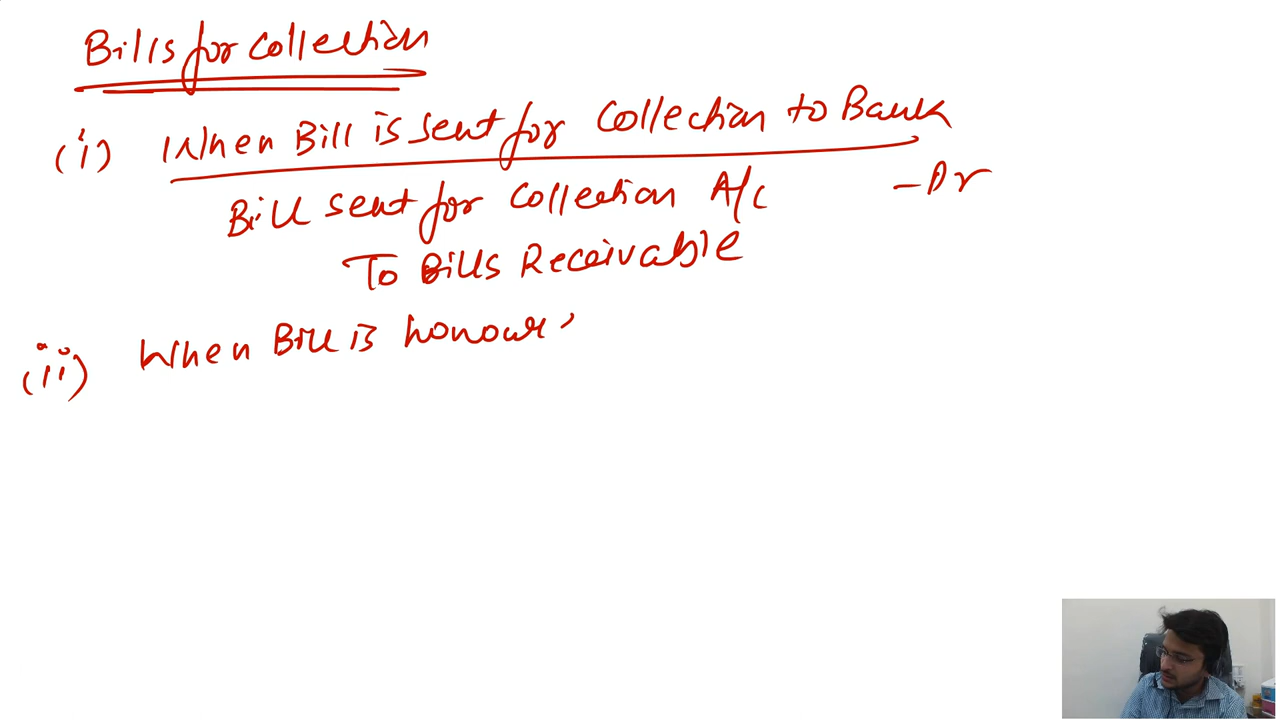 Bills for Collection
(i) When Bill is sent for Collection to Bank
Bill sent for Collection A/c -Dr
To Bills Receivable
(ii) When Bill is honour